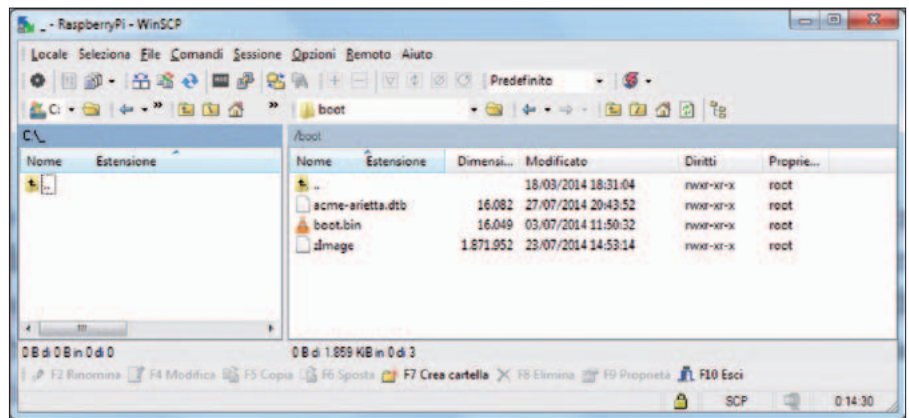 _ - RaspberryPi - WinSCP
Locale Seleziona File Comandi Sessione Opzioni Remoto Aiuto
Predefinito
C: boot
C:\_ /boot
Nome Estensione Nome Estensione Dimensi... Modificato Diritti Proprie...
.. .. 18/03/2014 18:31:04 rwxr-xr-x root
acme-arietta.dtb 16.082 27/07/2014 20:43:52 rwxr-xr-x root
boot.bin 16.049 03/07/2014 11:50:32 rwxr-xr-x root
zImage 1.871.952 23/07/2014 14:53:14 rwxr-xr-x root
0 B di 0 B in 0 di 0 0 B di 1.859 KiB in 0 di 3
F2 Rinomina F4 Modifica F5 Copia F6 Sposta F7 Crea cartella F8 Elimina F9 Proprietà F10 Esci
SCP 0:14:30